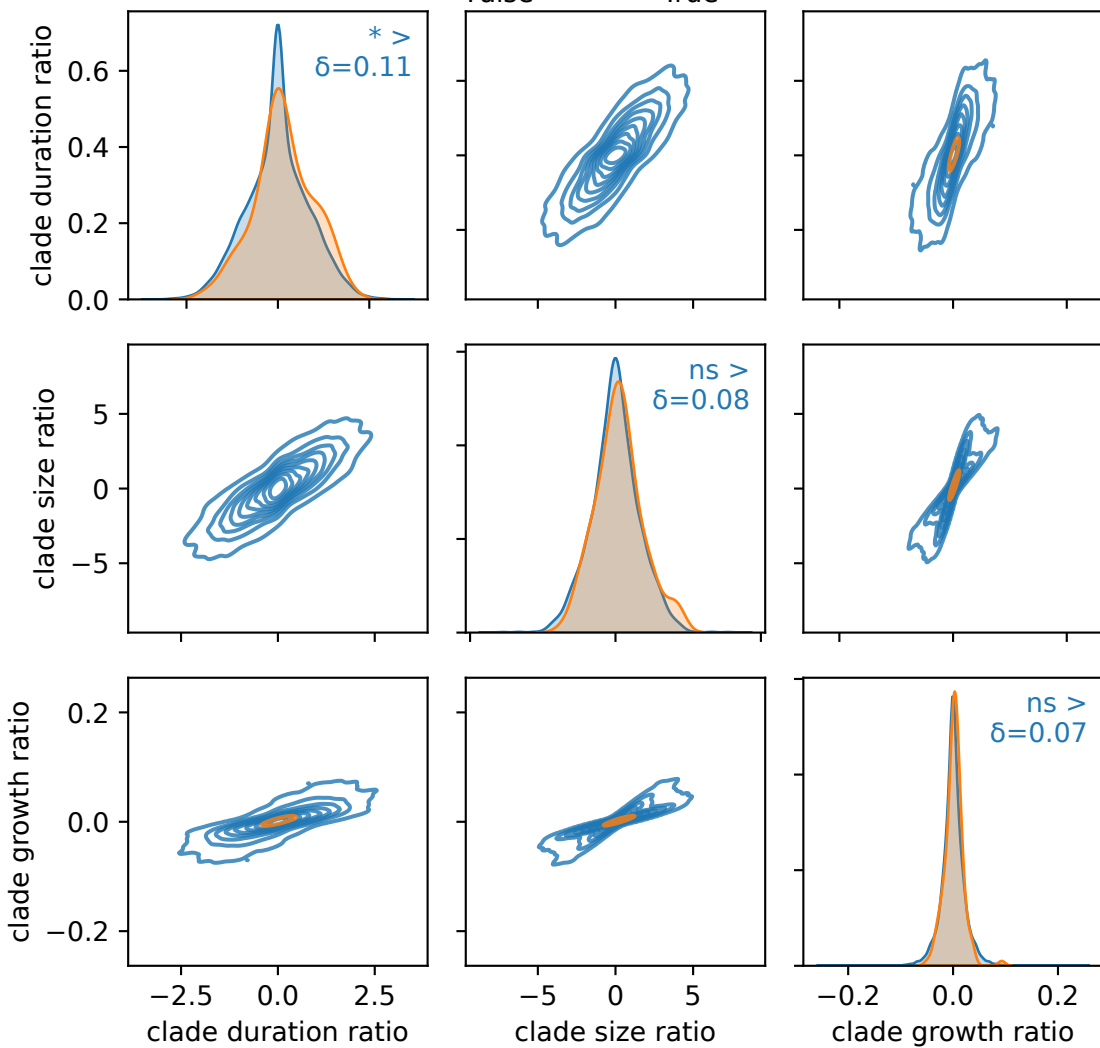 clade duration ratio
0.6
0.4
0.2
0.0
* >
δ=0.11
clade size ratio
5
0
−5
ns >
δ=0.08
clade growth ratio
0.2
0.0
−0.2
ns >
δ=0.07
−2.5 0.0 2.5
−5 0 5
−0.2 0.0 0.2
clade duration ratio
clade size ratio
clade growth ratio